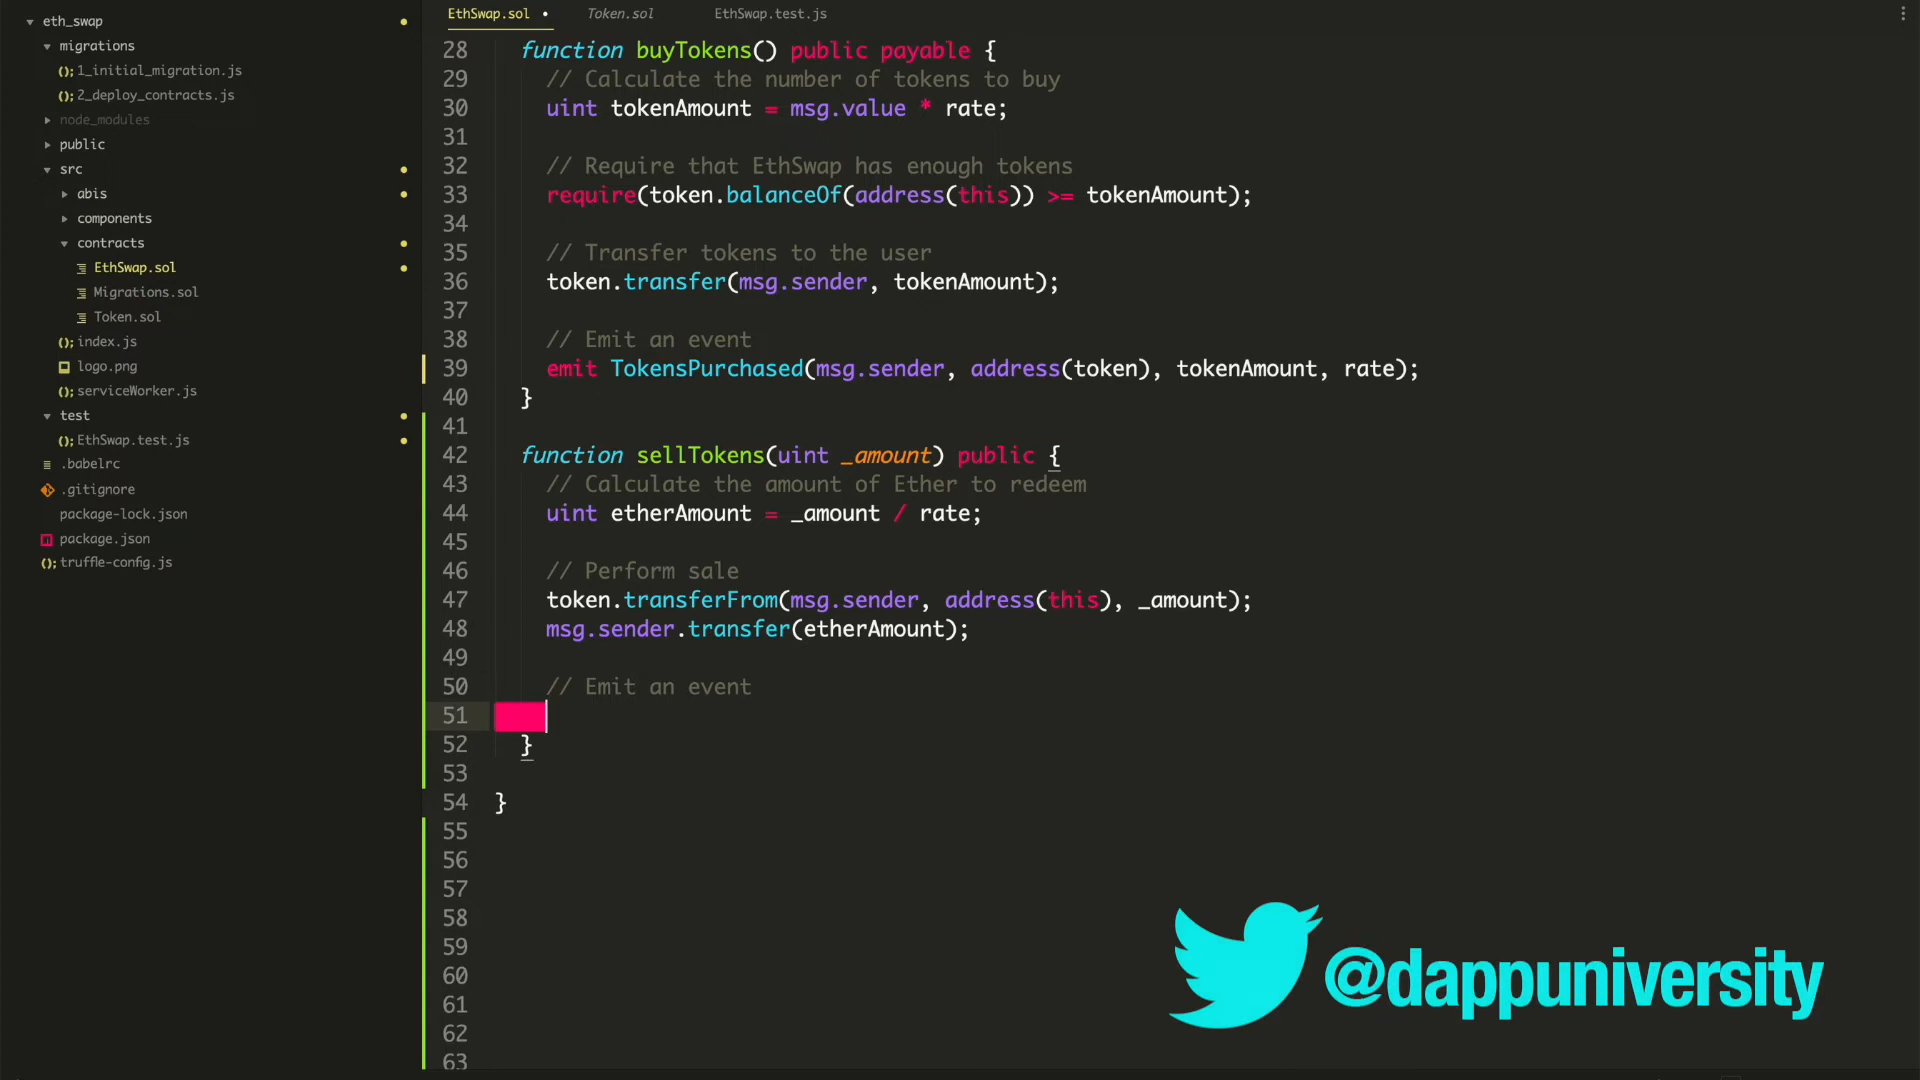 eth_swap
migrations
1_initial_migration.js
2_deploy_contracts.js
node_modules
public
src
abis
components
contracts
EthSwap.sol
Migrations.sol
Token.sol
index.js
logo.png
serviceWorker.js
test
EthSwap.test.js
.babelrc
.gitignore
package-lock.json
package.json
truffle-config.js
EthSwap.sol Token.sol EthSwap.test.js
28 function buyTokens() public payable {
29 // Calculate the number of tokens to buy
30 uint tokenAmount = msg.value * rate;
31
32 // Require that EthSwap has enough tokens
33 require(token.balanceOf(address(this)) >= tokenAmount);
34
35 // Transfer tokens to the user
36 token.transfer(msg.sender, tokenAmount);
37
38 // Emit an event
39 emit TokensPurchased(msg.sender, address(token), tokenAmount, rate);
40 }
41
42 function sellTokens(uint _amount) public {
43 // Calculate the amount of Ether to redeem
44 uint etherAmount = _amount / rate;
45
46 // Perform sale
47 token.transferFrom(msg.sender, address(this), _amount);
48 msg.sender.transfer(etherAmount);
49
50 // Emit an event
51
52 }
53
54 }
55
56
57
58
59
60
61
62
63
@dappuniversity